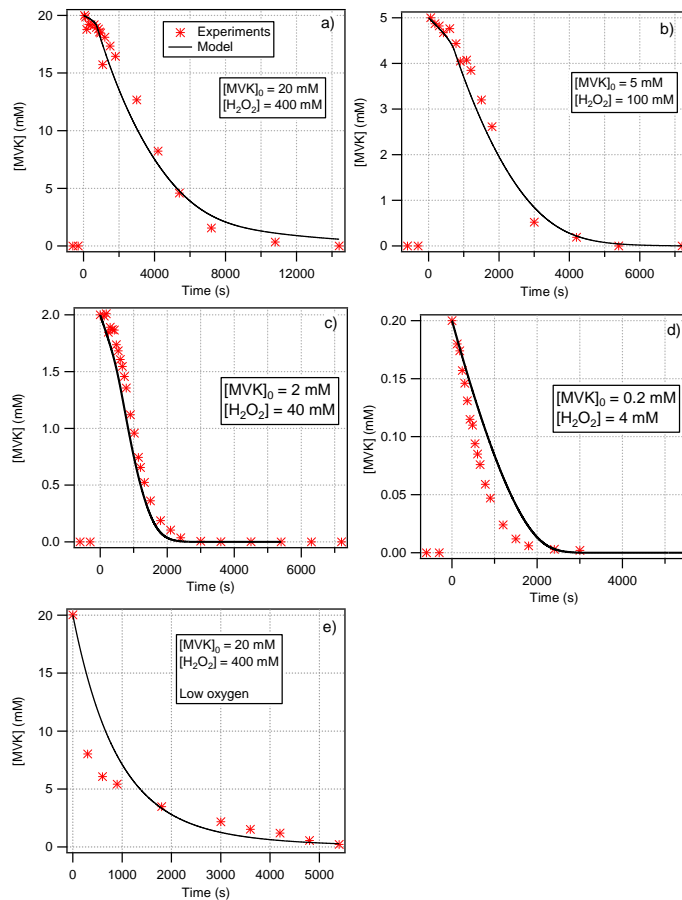 a)
Experiments
Model
[MVK]₀ = 20 mM
[H₂O₂] = 400 mM
20
15
10
5
0
[MVK] (mM)
0 4000 8000 12000
Time (s)
b)
[MVK]₀ = 5 mM
[H₂O₂] = 100 mM
5
4
3
2
1
0
[MVK] (mM)
0 2000 4000 6000
Time (s)
c)
[MVK]₀ = 2 mM
[H₂O₂] = 40 mM
2.0
1.5
1.0
0.5
0.0
[MVK] (mM)
0 2000 4000 6000
Time (s)
d)
[MVK]₀ = 0.2 mM
[H₂O₂] = 4 mM
0.20
0.15
0.10
0.05
0.00
[MVK] (mM)
0 2000 4000
Time (s)
e)
[MVK]₀ = 20 mM
[H₂O₂] = 400 mM
Low oxygen
20
15
10
5
0
[MVK] (mM)
0 1000 2000 3000 4000 5000
Time (s)